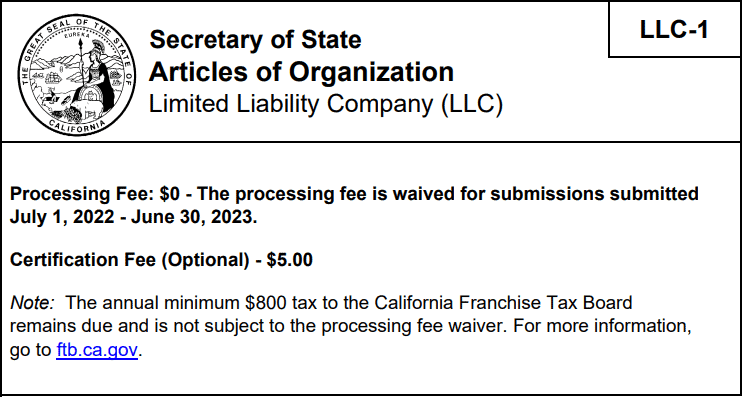 LLC-1
THE GREAT SEAL OF THE STATE OF CALIFORNIA
EUREKA
Secretary of State
Articles of Organization
Limited Liability Company (LLC)
Processing Fee: $0 - The processing fee is waived for submissions submitted
July 1, 2022 - June 30, 2023.
Certification Fee (Optional) - $5.00
Note: The annual minimum $800 tax to the California Franchise Tax Board
remains due and is not subject to the processing fee waiver. For more information,
go to ftb.ca.gov.